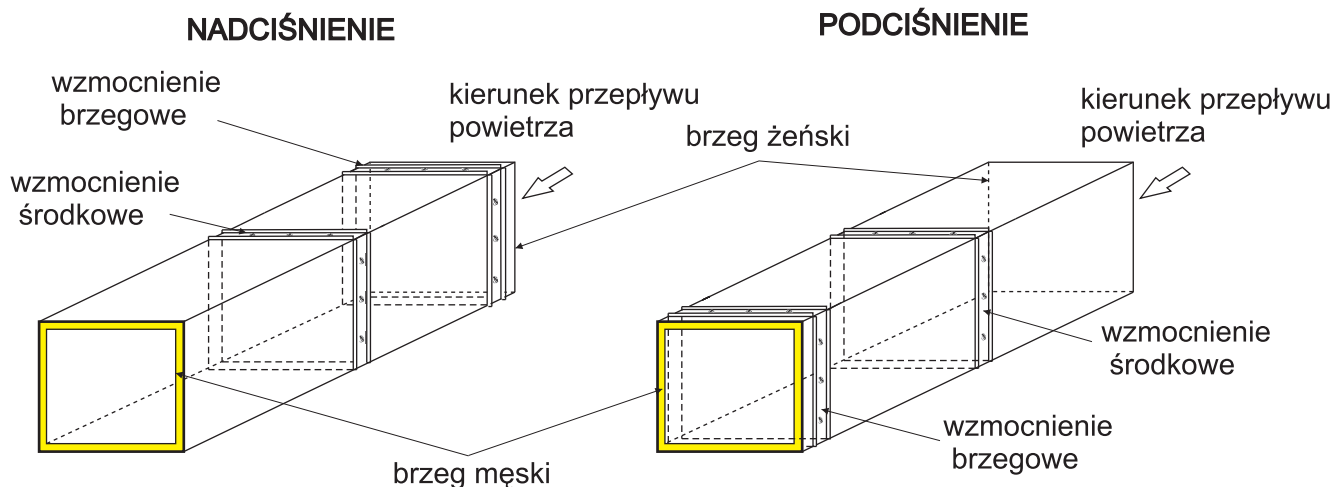 NADCIŚNIENIE
PODCIŚNIENIE
wzmocnienie
brzegowe
kierunek przepływu
powietrza
brzeg żeński
kierunek przepływu
powietrza
wzmocnienie
środkowe
wzmocnienie
środkowe
wzmocnienie
brzegowe
brzeg męski